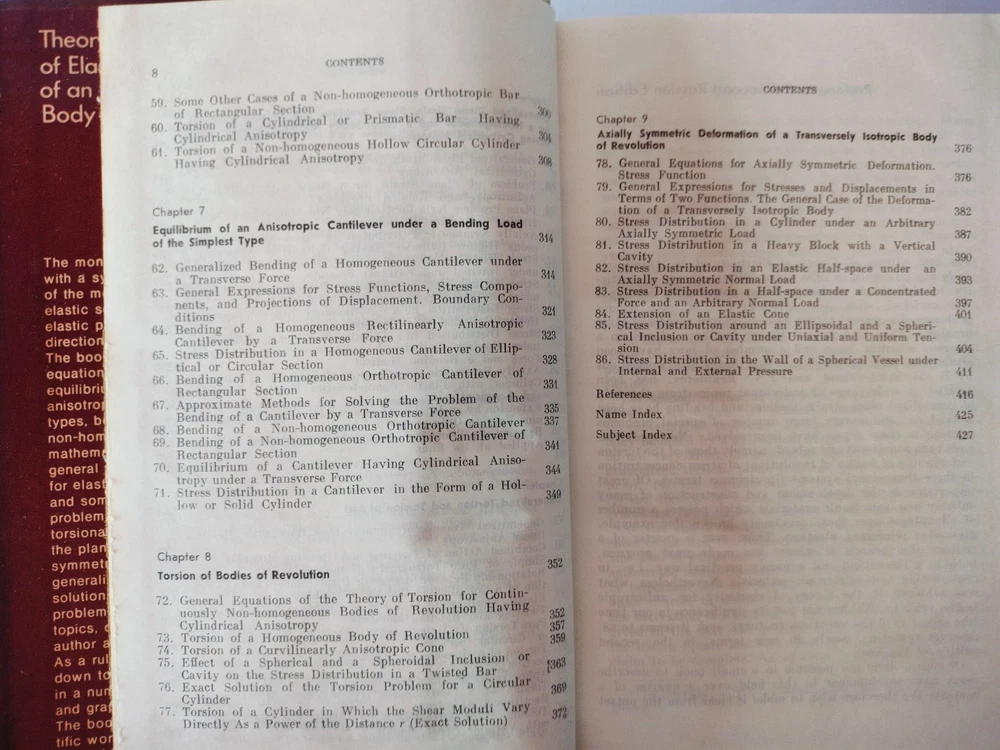 Theory
of Ela
of an
Body
The mon
with a sy
of the m
elastic s
elastic p
direction
The boo
equation
equilibri
anisotrop
types, b
non-hom
mathem
general
for elast
and som
problem
torsiona
the plan
symmet
generali
solution
problem
topics,
author a
As a rul
down to
in a num
and gra
The boo
tific wor
8
CONTENTS
59. Some Other Cases of a Non-homogeneous Orthotropic Bar
of Rectangular Section 300
60. Torsion of a Cylindrical or Prismatic Bar Having
Cylindrical Anisotropy 304
61. Torsion of a Non-homogeneous Hollow Circular Cylinder
Having Cylindrical Anisotropy 308
Chapter 7
Equilibrium of an Anisotropic Cantilever under a Bending Load
of the Simplest Type 314
62. Generalized Bending of a Homogeneous Cantilever under
a Transverse Force 314
63. General Expressions for Stress Functions, Stress Compo-
nents, and Projections of Displacement. Boundary Con-
ditions 321
64. Bending of a Homogeneous Rectilinearly Anisotropic
Cantilever by a Transverse Force 323
65. Stress Distribution in a Homogeneous Cantilever of Ellip-
tical or Circular Section 328
66. Bending of a Homogeneous Orthotropic Cantilever of
Rectangular Section 331
67. Approximate Methods for Solving the Problem of the
Bending of a Cantilever by a Transverse Force 335
68. Bending of a Non-homogeneous Orthotropic Cantilever 337
69. Bending of a Non-homogeneous Orthotropic Cantilever of
Rectangular Section 341
70. Equilibrium of a Cantilever Having Cylindrical Aniso-
tropy under a Transverse Force 344
71. Stress Distribution in a Cantilever in the Form of a Hol-
low or Solid Cylinder 349
Chapter 8
Torsion of Bodies of Revolution 352
72. General Equations of the Theory of Torsion for Contin-
uously Non-homogeneous Bodies of Revolution Having
Cylindrical Anisotropy 352
73. Torsion of a Homogeneous Body of Revolution 357
74. Torsion of a Curvilinearly Anisotropic Cone 359
75. Effect of a Spherical and a Spheroidal Inclusion or
Cavity on the Stress Distribution in a Twisted Bar 363
76. Exact Solution of the Torsion Problem for a Circular
Cylinder 369
77. Torsion of a Cylinder in Which the Shear Moduli Vary
Directly As a Power of the Distance r (Exact Solution) 372
CONTENTS
Chapter 9
Axially Symmetric Deformation of a Transversely Isotropic Body
of Revolution 376
78. General Equations for Axially Symmetric Deformation.
Stress Function 376
79. General Expressions for Stresses and Displacements in
Terms of Two Functions. The General Case of the Deforma-
tion of a Transversely Isotropic Body 382
80. Stress Distribution in a Cylinder under an Arbitrary
Axially Symmetric Load 387
81. Stress Distribution in a Heavy Block with a Vertical
Cavity 390
82. Stress Distribution in an Elastic Half-space under an
Axially Symmetric Normal Load 393
83. Stress Distribution in a Half-space under a Concentrated
Force and an Arbitrary Normal Load 397
84. Extension of an Elastic Cone 401
85. Stress Distribution around an Ellipsoidal and a Spheri-
cal Inclusion or Cavity under Uniaxial and Uniform Ten-
sion 404
86. Stress Distribution in the Wall of a Spherical Vessel under
Internal and External Pressure 411
References 416
Name Index 425
Subject Index 427